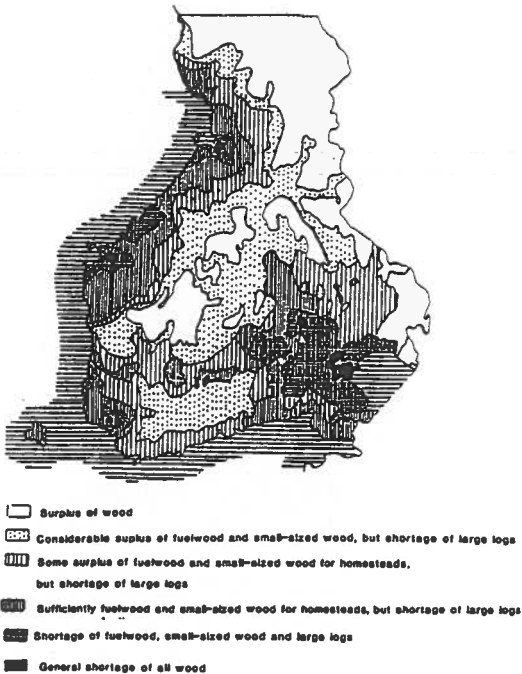 Surplus of wood
Considerable suplus of fuelwood and small-sized wood, but shortage of large logs
Some surplus of fuelwood and small-sized wood for homesteads,
but shortage of large logs
Sufficiently fuelwood and small-sized wood for homesteads, but shortage of large logs
Shortage of fuelwood, small-sized wood and large logs
General shortage of all wood